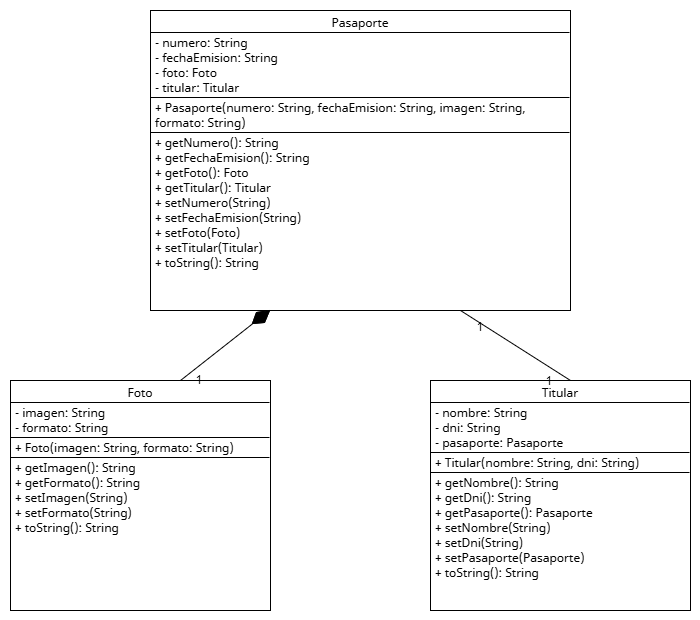 Pasaporte
- numero: String
- fechaEmision: String
- foto: Foto
- titular: Titular
+ Pasaporte(numero: String, fechaEmision: String, imagen: String,
formato: String)
+ getNumero(): String
+ getFechaEmision(): String
+ getFoto(): Foto
+ getTitular(): Titular
+ setNumero(String)
+ setFechaEmision(String)
+ setFoto(Foto)
+ setTitular(Titular)
+ toString(): String
1
1
1
Foto
- imagen: String
- formato: String
+ Foto(imagen: String, formato: String)
+ getImagen(): String
+ getFormato(): String
+ setImagen(String)
+ setFormato(String)
+ toString(): String
Titular
- nombre: String
- dni: String
- pasaporte: Pasaporte
+ Titular(nombre: String, dni: String)
+ getNombre(): String
+ getDni(): String
+ getPasaporte(): Pasaporte
+ setNombre(String)
+ setDni(String)
+ setPasaporte(Pasaporte)
+ toString(): String